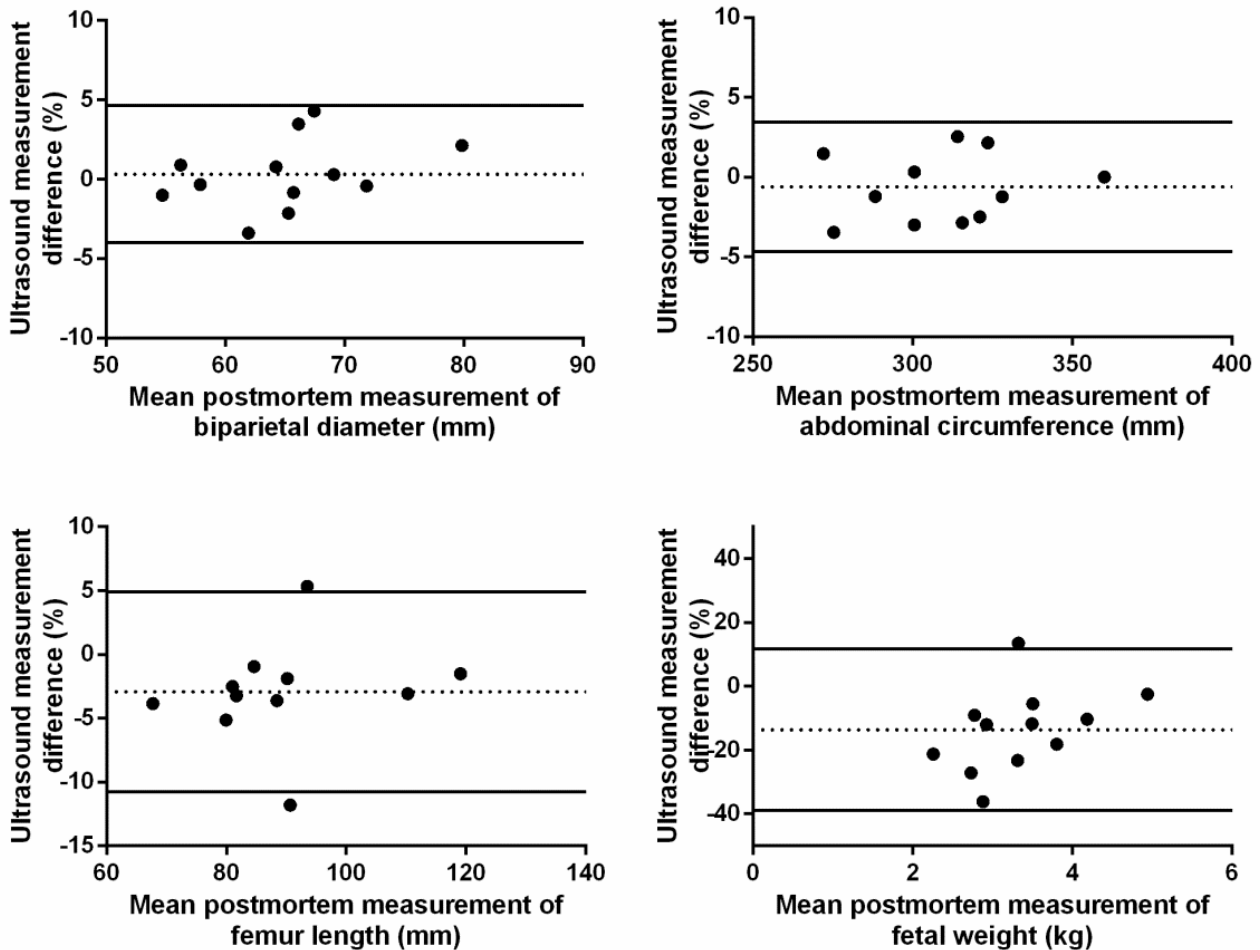 Ultrasound measurement
difference (%)
10
5
0
-5
-10
50
60
70
80
90
Mean postmortem measurement of
biparietal diameter (mm)
Ultrasound measurement
difference (%)
10
5
0
-5
-10
250
300
350
400
Mean postmortem measurement of
abdominal circumference (mm)
Ultrasound measurement
difference (%)
10
5
0
-5
-10
-15
60
80
100
120
140
Mean postmortem measurement of
femur length (mm)
Ultrasound measurement
difference (%)
40
20
0
-20
-40
0
2
4
6
Mean postmortem measurement of
fetal weight (kg)